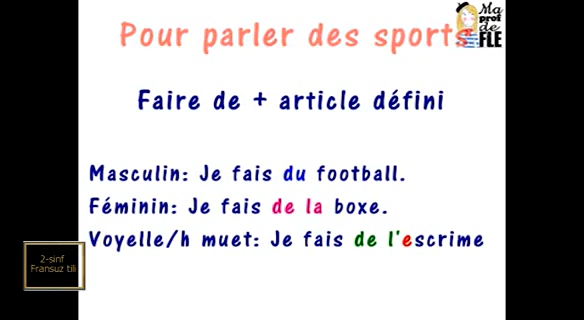 Ma
prof
de
FLE
Pour parler des sports
Faire de + article défini
Masculin: Je fais du football.
Féminin: Je fais de la boxe.
Voyelle/h muet: Je fais de l'escrime
2-sinf
Fransuz tili